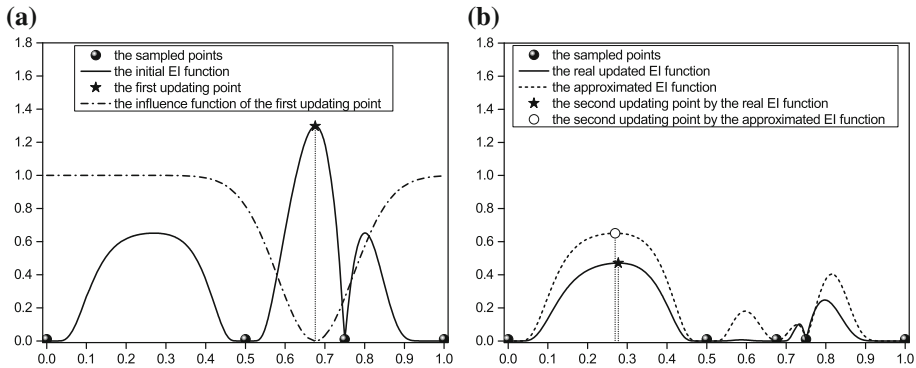 (a)
1.8
1.6
1.4
1.2
1.0
0.8
0.6
0.4
0.2
0.0
the sampled points
the initial EI function
the first updating point
the influence function of the first updating point
0.0 0.1 0.2 0.3 0.4 0.5 0.6 0.7 0.8 0.9 1.0
(b)
1.8
1.6
1.4
1.2
1.0
0.8
0.6
0.4
0.2
0.0
the sampled points
the real updated EI function
the approximated EI function
the second updating point by the real EI function
the second updating point by the approximated EI function
0.0 0.1 0.2 0.3 0.4 0.5 0.6 0.7 0.8 0.9 1.0